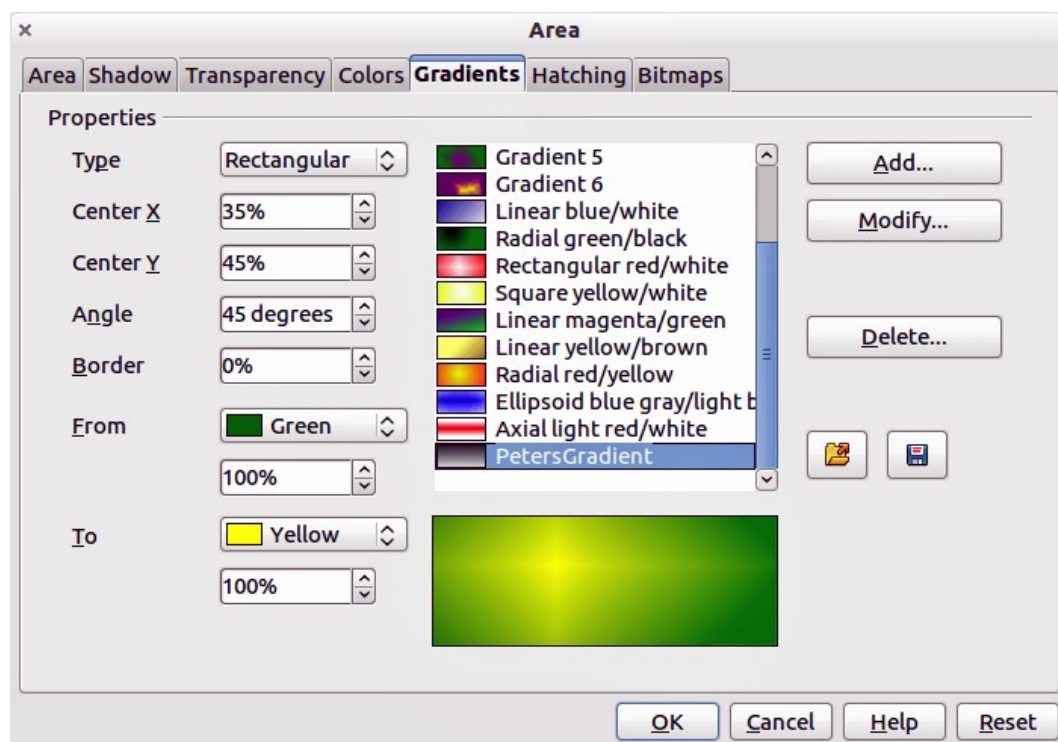 Area
Area Shadow Transparency Colors Gradients Hatching Bitmaps
Properties
Type
Rectangular
Center X
35%
Center Y
45%
Angle
45 degrees
Border
0%
From
Green
100%
To
Yellow
100%
Gradient 5
Gradient 6
Linear blue/white
Radial green/black
Rectangular red/white
Square yellow/white
Linear magenta/green
Linear yellow/brown
Radial red/yellow
Ellipsoid blue gray/light b
Axial light red/white
PetersGradient
Add...
Modify...
Delete...
OK Cancel Help Reset